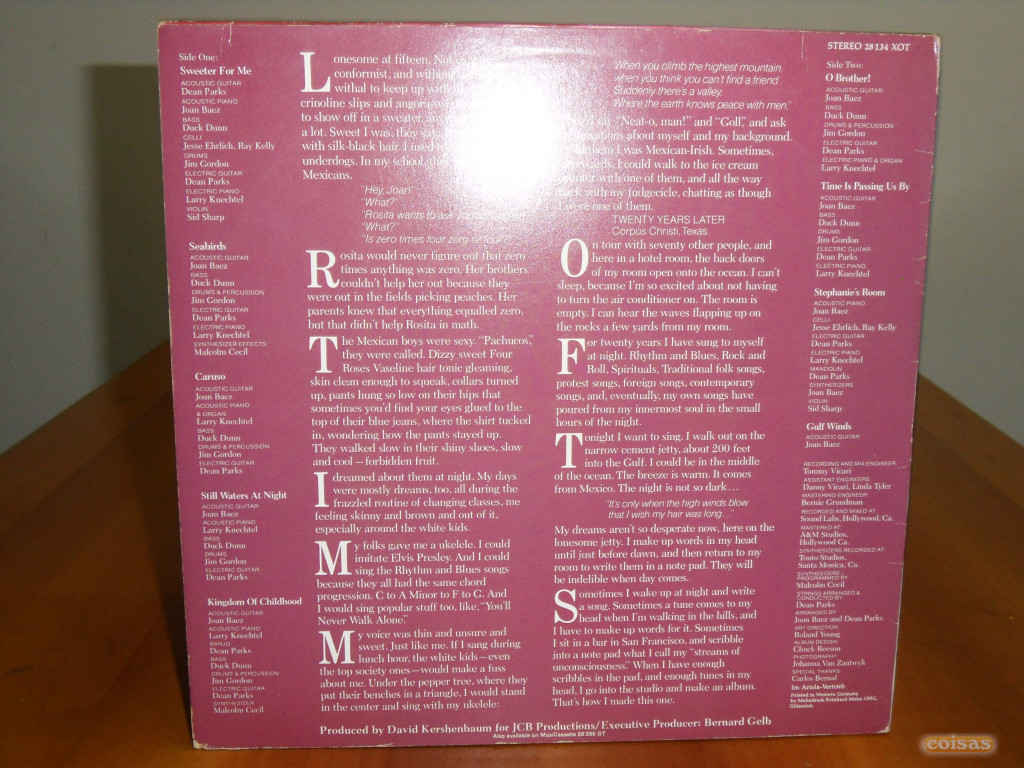 STEREO 28 134 XOT
Side One:
Sweeter For Me
ACOUSTIC GUITAR
Dean Parks
ACOUSTIC PIANO
Joan Baez
BASS
Duck Dunn
CELLI
Jesse Ehrlich, Ray Kelly
DRUMS
Jim Gordon
ELECTRIC GUITAR
Dean Parks
ELECTRIC PIANO
Larry Knechtel
VIOLIN
Sid Sharp
Seabirds
ACOUSTIC GUITAR
Joan Baez
BASS
Duck Dunn
DRUMS & PERCUSSION
Jim Gordon
ELECTRIC GUITAR
Dean Parks
ELECTRIC PIANO
Larry Knechtel
SYNTHESIZER EFFECTS
Malcolm Cecil
Caruso
ACOUSTIC GUITAR
Joan Baez
ACOUSTIC PIANO
& ORGAN
Larry Knechtel
BASS
Duck Dunn
DRUMS & PERCUSSION
Jim Gordon
ELECTRIC GUITAR
Dean Parks
Still Waters At Night
ACOUSTIC GUITAR
Joan Baez
ACOUSTIC PIANO
Larry Knechtel
BASS
Duck Dunn
DRUMS
Jim Gordon
ELECTRIC GUITAR
Dean Parks
Kingdom Of Childhood
ACOUSTIC GUITAR
Joan Baez
ACOUSTIC PIANO
Larry Knechtel
BANJO
Dean Parks
BASS
Duck Dunn
DRUMS & PERCUSSION
Jim Gordon
ELECTRIC GUITAR
Dean Parks
SYNTHESIZER
Malcolm Cecil
Lonesome at fifteen. Not
conformist, and without
withal to keep up with
crinoline slips and angora
to show off in a sweater,
a lot. Sweet I was, they say,
with silk-black hair. I used
underdogs. In my school, the
Mexicans.
"Hey, Joan"
"What?
"Rosita wants to ask
"What?"
"Is zero times four zero or four?"
Rosita would never figure out that zero
times anything was zero. Her brothers
couldn't help her out because they
were out in the fields picking peaches. Her
parents knew that everything equalled zero,
but that didn't help Rosita in math.
The Mexican boys were sexy. "Pachucos,"
they were called. Dizzy sweet Four
Roses Vaseline hair tonic gleaming,
skin clean enough to squeak, collars turned
up, pants hung so low on their hips that
sometimes you'd find your eyes glued to the
top of their blue jeans, where the shirt tucked
in, wondering how the pants stayed up.
They walked slow in their shiny shoes, slow
and cool—forbidden fruit.
I dreamed about them at night. My days
were mostly dreams, too, all during the
frazzled routine of changing classes, me
feeling skinny and brown and out of it,
especially around the white kids.
My folks gave me a ukelele. I could
imitate Elvis Presley. And I could
sing the Rhythm and Blues songs
because they all had the same chord
progression. C to A Minor to F to G. And
I would sing popular stuff too, like, "You'll
Never Walk Alone."
My voice was thin and unsure and
sweet. Just like me. If I sang during
lunch hour, the white kids—even
the top society ones—would make a fuss
about me. Under the pepper tree, where they
put their benches in a triangle, I would stand
in the center and sing with my ukelele:
When you climb the highest mountain,
when you think you can't find a friend
Suddenly there's a valley,
Where the earth knows peace with men,"
say "Neat-o, man!" and "Goll," and ask
about myself and my background.
I was Mexican-Irish. Sometimes,
I could walk to the ice cream
with one of them, and all the way
back with my fudgecicle, chatting as though
I were one of them.
TWENTY YEARS LATER
Corpus Christi, Texas
On tour with seventy other people, and
here in a hotel room, the back doors
of my room open onto the ocean. I can't
sleep, because I'm so excited about not having
to turn the air conditioner on. The room is
empty. I can hear the waves flapping up on
the rocks a few yards from my room.
For twenty years I have sung to myself
at night. Rhythm and Blues, Rock and
Roll, Spirituals, Traditional folk songs,
protest songs, foreign songs, contemporary
songs, and, eventually, my own songs have
poured from my innermost soul in the small
hours of the night.
Tonight I want to sing. I walk out on the
narrow cement jetty, about 200 feet
into the Gulf. I could be in the middle
of the ocean. The breeze is warm. It comes
from Mexico. The night is not so dark...
"It's only when the high winds blow
that I wish my hair was long..."
My dreams aren't so desperate now, here on the
lonesome jetty. I make up words in my head
until just before dawn, and then return to my
room to write them in a note pad. They will
be indelible when day comes.
Sometimes I wake up at night and write
a song. Sometimes a tune comes to my
head when I'm walking in the hills, and
I have to make up words for it. Sometimes
I sit in a bar in San Francisco, and scribble
into a note pad what I call my "streams of
unconsciousness." When I have enough
scribbles in the pad, and enough tunes in my
head, I go into the studio and make an album.
That's how I made this one.
Side Two:
O Brother!
ACOUSTIC GUITAR
Joan Baez
BASS
Duck Dunn
DRUMS & PERCUSSION
Jim Gordon
ELECTRIC GUITAR
Dean Parks
ELECTRIC PIANO & ORGAN
Larry Knechtel
Time Is Passing Us By
ACOUSTIC GUITAR
Joan Baez
BASS
Duck Dunn
DRUMS
Jim Gordon
ELECTRIC GUITAR
Dean Parks
ELECTRIC PIANO
Larry Knechtel
Stephanie's Room
ACOUSTIC PIANO
Joan Baez
CELLI
Jesse Ehrlich, Ray Kelly
ELECTRIC GUITAR
Dean Parks
ELECTRIC PIANO
Larry Knechtel
MANDOLIN
Dean Parks
SYNTHESIZERS
Joan Baez
VIOLIN
Sid Sharp
Gulf Winds
ACOUSTIC GUITAR
Joan Baez
RECORDING AND MIX ENGINEER
Tommy Vicari
ASSISTANT ENGINEERS
Danny Vicari, Linda Tyler
MASTERING ENGINEER
Bernie Grundman
RECORDED AND MIXED AT
Sound Labs, Hollywood, Ca.
MASTERED AT
A&M Studios,
Hollywood Ca.
SYNTHESIZERS RECORDED AT
Tonto Studios,
Santa Monica, Ca.
SYNTHESIZERS
PROGRAMMED BY
Malcolm Cecil
STRINGS ARRANGED &
CONDUCTED BY
Dean Parks
ARRANGED BY
Joan Baez and Dean Parks
ART DIRECTION
Roland Young
ALBUM DESIGN
Chuck Beeson
PHOTOGRAPHY
Johanna Van Zantwyk
SPECIAL THANKS
Carlos Bernal
Im Ariola-Vertrieb
Printed in Western Germany
by Mohndruck Reinhard Mohn OHG,
Gütersloh
Produced by David Kershenbaum for JCB Productions/Executive Producer: Bernard Gelb
Also available on MusiCassette 56 396 GT
coisas